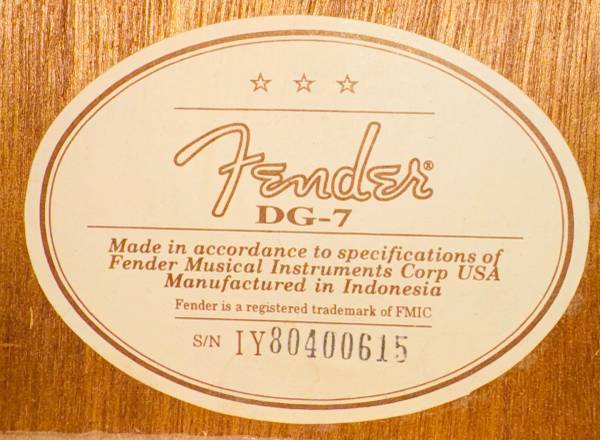 Fender®
DG-7
Made in accordance to specifications of
Fender Musical Instruments Corp USA
Manufactured in Indonesia
Fender is a registered trademark of FMIC
S/N IY80400615